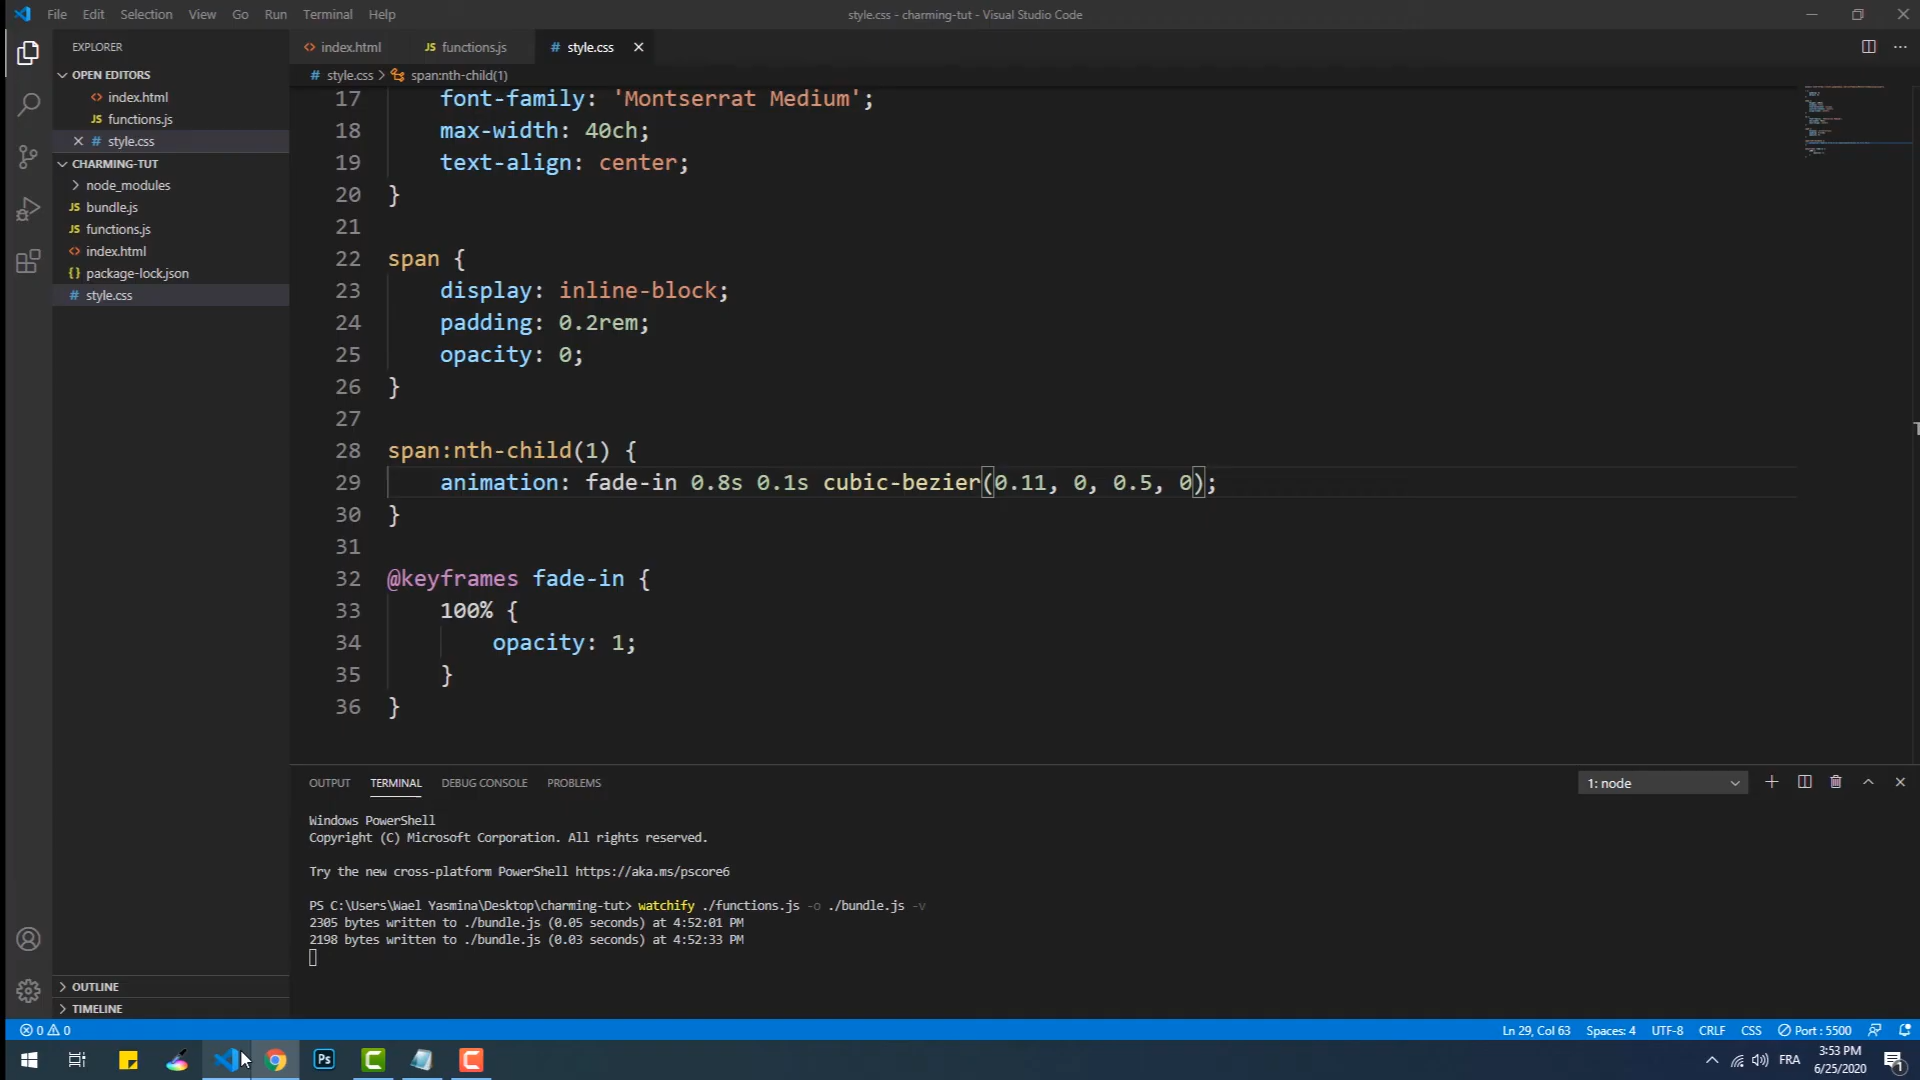 File Edit Selection View Go Run Terminal Help
style.css - charming-tut - Visual Studio Code
EXPLORER
OPEN EDITORS
index.html
functions.js
style.css
CHARMING-TUT
node_modules
bundle.js
functions.js
index.html
package-lock.json
style.css
OUTLINE
TIMELINE
index.html
functions.js
style.css
style.css > span:nth-child(1)
17 font-family: 'Montserrat Medium';
18 max-width: 40ch;
19 text-align: center;
20 }
21
22 span {
23 display: inline-block;
24 padding: 0.2rem;
25 opacity: 0;
26 }
27
28 span:nth-child(1) {
29 animation: fade-in 0.8s 0.1s cubic-bezier(0.11, 0, 0.5, 0);
30 }
31
32 @keyframes fade-in {
33 100% {
34 opacity: 1;
35 }
36 }
OUTPUT TERMINAL DEBUG CONSOLE PROBLEMS
1: node
Windows PowerShell
Copyright (C) Microsoft Corporation. All rights reserved.
Try the new cross-platform PowerShell https://aka.ms/pscore6
PS C:\Users\Wael Yasmina\Desktop\charming-tut> watchify ./functions.js -o ./bundle.js -v
2305 bytes written to ./bundle.js (0.05 seconds) at 4:52:01 PM
2198 bytes written to ./bundle.js (0.03 seconds) at 4:52:33 PM
0 0
Ln 29, Col 63 Spaces: 4 UTF-8 CRLF CSS Port : 5500
Ps
FRA
3:53 PM
6/25/2020
1